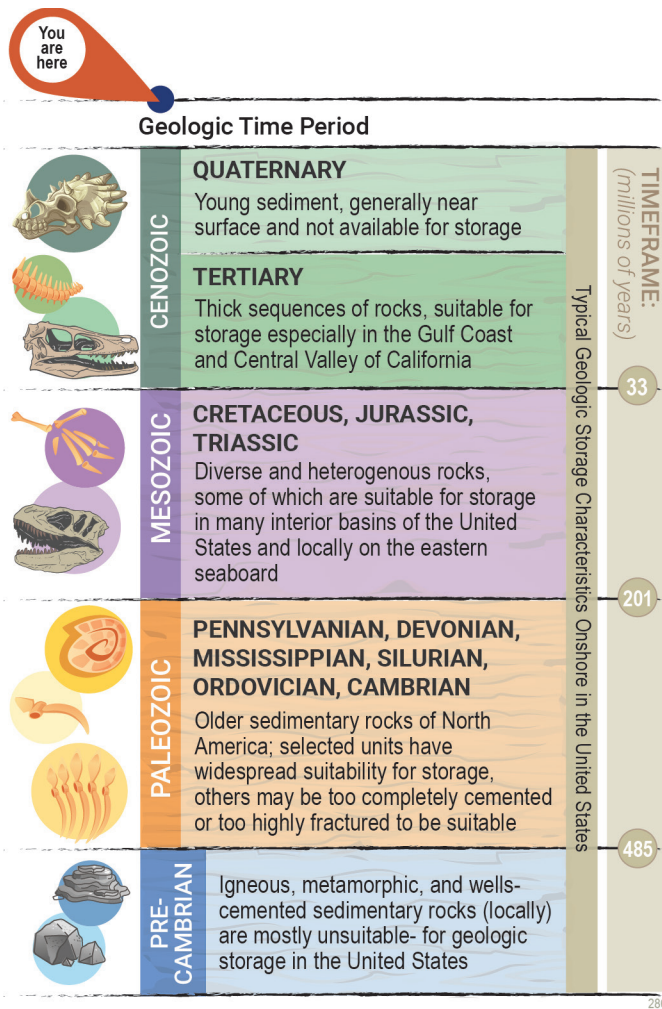 You
are
here
Geologic Time Period
TIMEFRAME:
(millions of years)
Typical Geologic Storage Characteristics Onshore in the United States
CENOZOIC
QUATERNARY
Young sediment, generally near
surface and not available for storage
TERTIARY
Thick sequences of rocks, suitable for
storage especially in the Gulf Coast
and Central Valley of California
33
MESOZOIC
CRETACEOUS, JURASSIC,
TRIASSIC
Diverse and heterogenous rocks,
some of which are suitable for storage
in many interior basins of the United
States and locally on the eastern
seaboard
201
PALEOZOIC
PENNSYLVANIAN, DEVONIAN,
MISSISSIPPIAN, SILURIAN,
ORDOVICIAN, CAMBRIAN
Older sedimentary rocks of North
America; selected units have
widespread suitability for storage,
others may be too completely cemented
or too highly fractured to be suitable
485
PRE-
CAMBRIAN
Igneous, metamorphic, and wells-
cemented sedimentary rocks (locally)
are mostly unsuitable- for geologic
storage in the United States